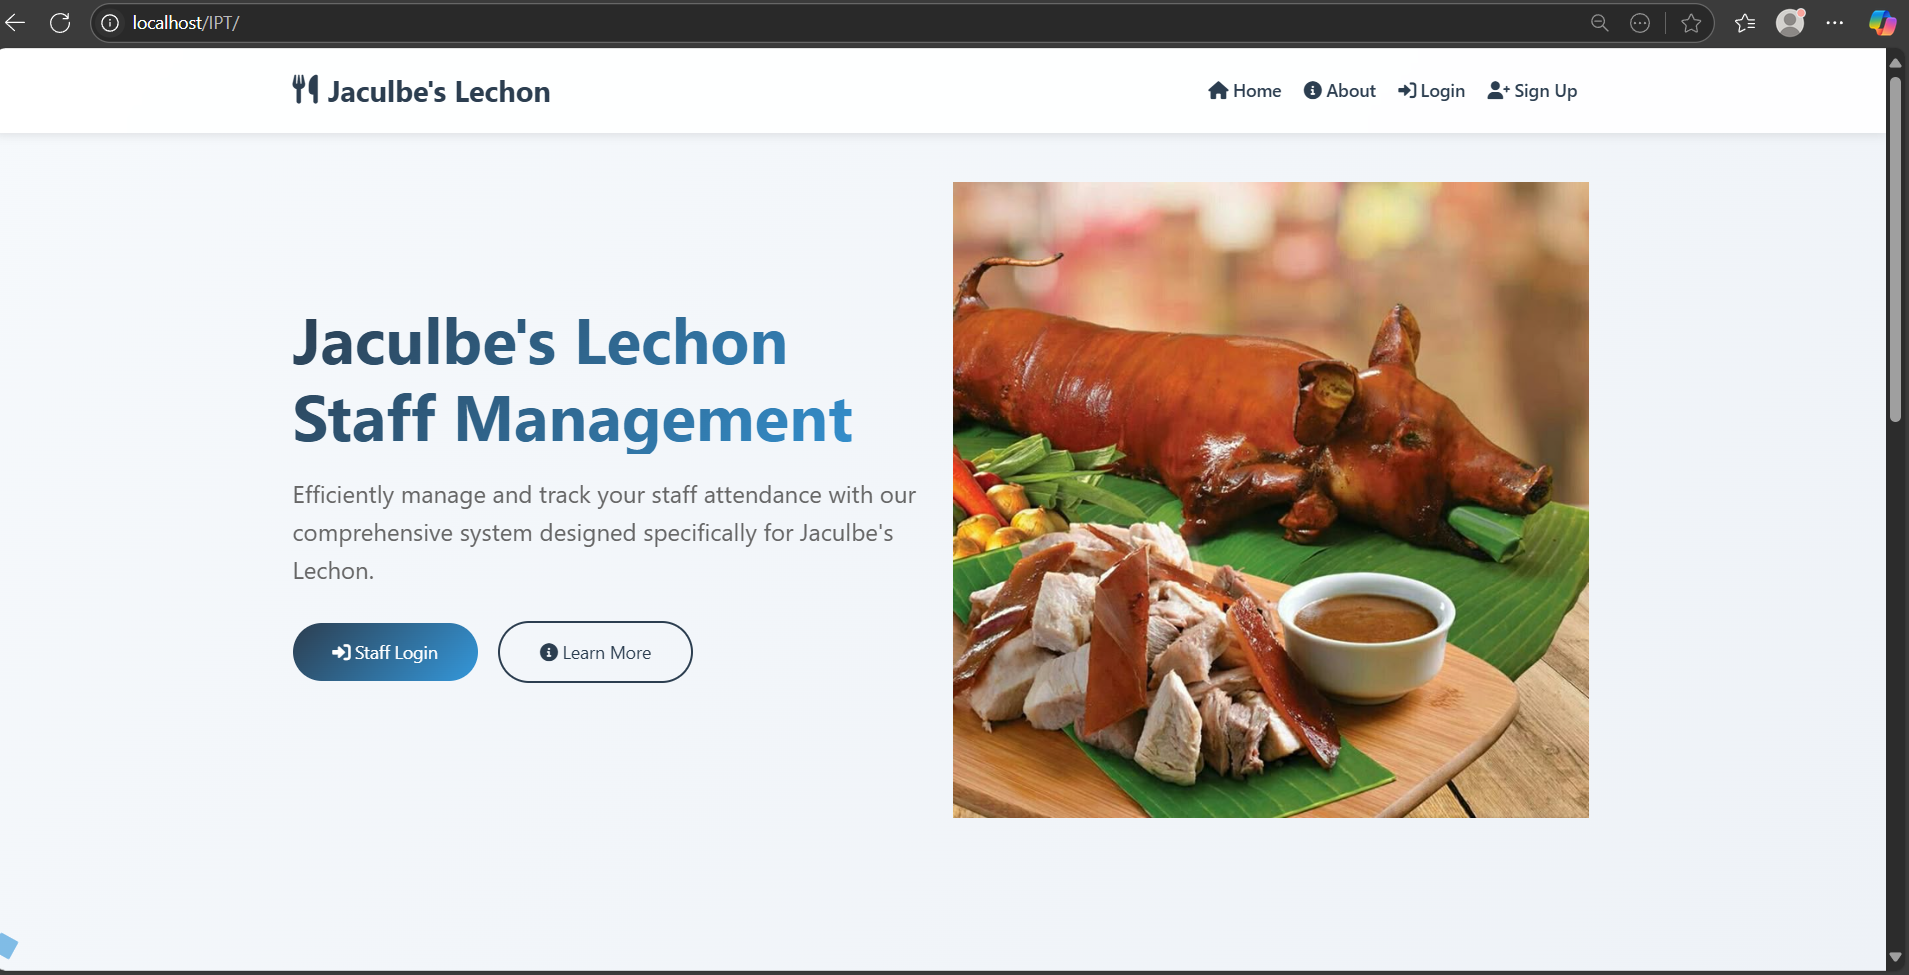 localhost/IPT/
Jaculbe's Lechon
Home
About
Login
Sign Up
Jaculbe's Lechon
Staff Management
Efficiently manage and track your staff attendance with our
comprehensive system designed specifically for Jaculbe's
Lechon.
Staff Login
Learn More